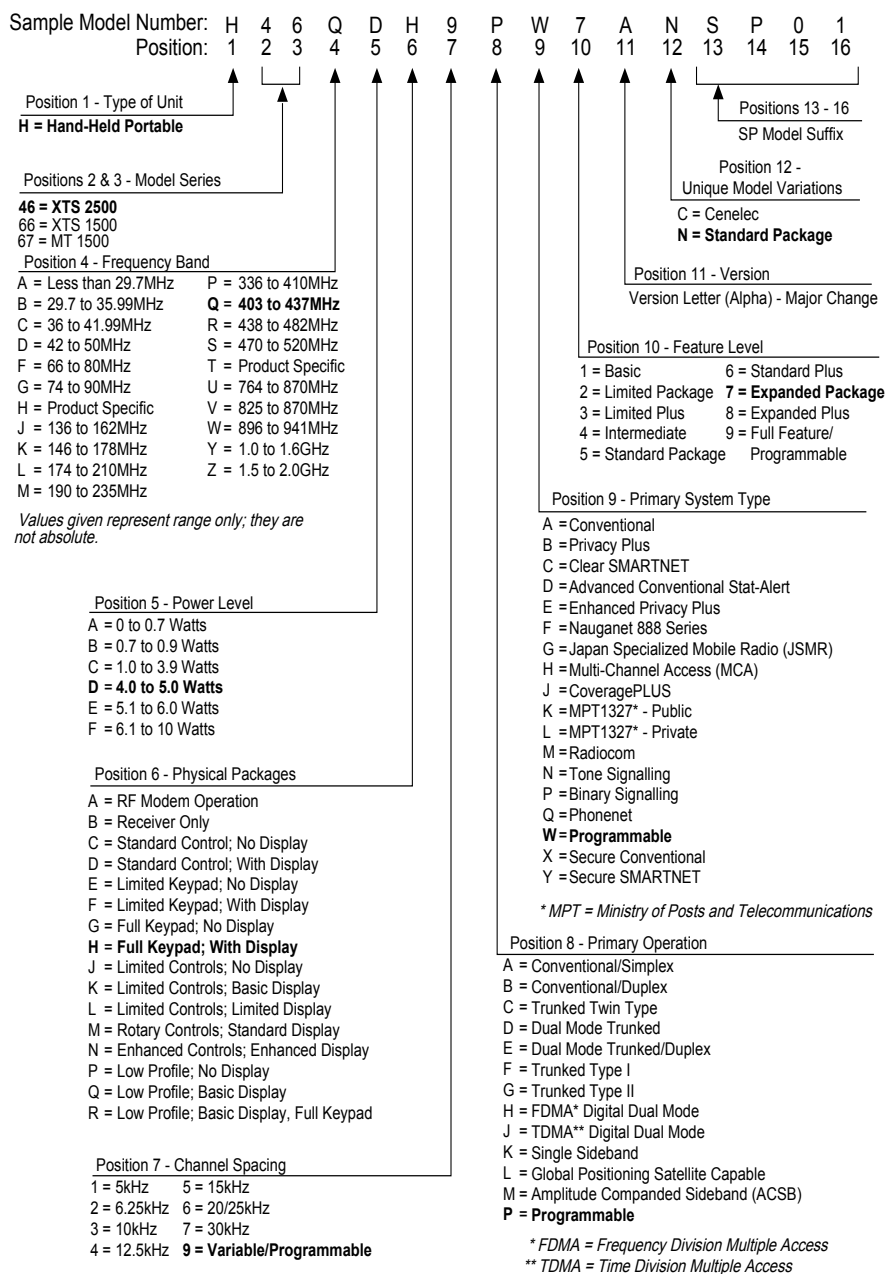 Sample Model Number: H 4 6 Q D H 9 P W 7 A N S P 0 1
Position: 1 2 3 4 5 6 7 8 9 10 11 12 13 14 15 16
Position 1 - Type of Unit
H = Hand-Held Portable
Positions 2 & 3 - Model Series
46 = XTS 2500
66 = XTS 1500
67 = MT 1500
Position 4 - Frequency Band
A = Less than 29.7MHz
B = 29.7 to 35.99MHz
C = 36 to 41.99MHz
D = 42 to 50MHz
F = 66 to 80MHz
G = 74 to 90MHz
H = Product Specific
J = 136 to 162MHz
K = 146 to 178MHz
L = 174 to 210MHz
M = 190 to 235MHz
P = 336 to 410MHz
Q = 403 to 437MHz
R = 438 to 482MHz
S = 470 to 520MHz
T = Product Specific
U = 764 to 870MHz
V = 825 to 870MHz
W = 896 to 941MHz
Y = 1.0 to 1.6GHz
Z = 1.5 to 2.0GHz
Values given represent range only; they are
not absolute.
Position 5 - Power Level
A = 0 to 0.7 Watts
B = 0.7 to 0.9 Watts
C = 1.0 to 3.9 Watts
D = 4.0 to 5.0 Watts
E = 5.1 to 6.0 Watts
F = 6.1 to 10 Watts
Position 6 - Physical Packages
A = RF Modem Operation
B = Receiver Only
C = Standard Control; No Display
D = Standard Control; With Display
E = Limited Keypad; No Display
F = Limited Keypad; With Display
G = Full Keypad; No Display
H = Full Keypad; With Display
J = Limited Controls; No Display
K = Limited Controls; Basic Display
L = Limited Controls; Limited Display
M = Rotary Controls; Standard Display
N = Enhanced Controls; Enhanced Display
P = Low Profile; No Display
Q = Low Profile; Basic Display
R = Low Profile; Basic Display, Full Keypad
Position 7 - Channel Spacing
1 = 5kHz
2 = 6.25kHz
3 = 10kHz
4 = 12.5kHz
5 = 15kHz
6 = 20/25kHz
7 = 30kHz
9 = Variable/Programmable
Positions 13 - 16
SP Model Suffix
Position 12 -
Unique Model Variations
C = Cenelec
N = Standard Package
Position 11 - Version
Version Letter (Alpha) - Major Change
Position 10 - Feature Level
1 = Basic
2 = Limited Package
3 = Limited Plus
4 = Intermediate
5 = Standard Package
6 = Standard Plus
7 = Expanded Package
8 = Expanded Plus
9 = Full Feature/
Programmable
Position 9 - Primary System Type
A = Conventional
B = Privacy Plus
C = Clear SMARTNET
D = Advanced Conventional Stat-Alert
E = Enhanced Privacy Plus
F = Nauganet 888 Series
G = Japan Specialized Mobile Radio (JSMR)
H = Multi-Channel Access (MCA)
J = CoveragePLUS
K = MPT1327* - Public
L = MPT1327* - Private
M = Radiocom
N = Tone Signalling
P = Binary Signalling
Q = Phonenet
W = Programmable
X = Secure Conventional
Y = Secure SMARTNET
* MPT = Ministry of Posts and Telecommunications
Position 8 - Primary Operation
A = Conventional/Simplex
B = Conventional/Duplex
C = Trunked Twin Type
D = Dual Mode Trunked
E = Dual Mode Trunked/Duplex
F = Trunked Type I
G = Trunked Type II
H = FDMA* Digital Dual Mode
J = TDMA** Digital Dual Mode
K = Single Sideband
L = Global Positioning Satellite Capable
M = Amplitude Companded Sideband (ACSB)
P = Programmable
* FDMA = Frequency Division Multiple Access
** TDMA = Time Division Multiple Access